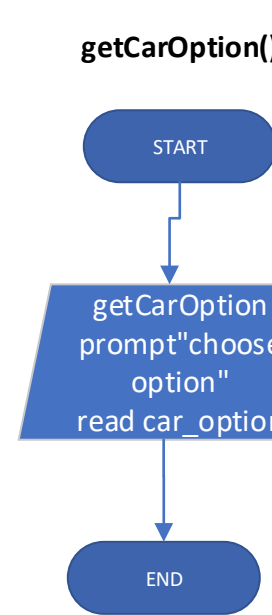 getCarOption()
START
getCarOption
prompt"choose
option"
read car_option
END